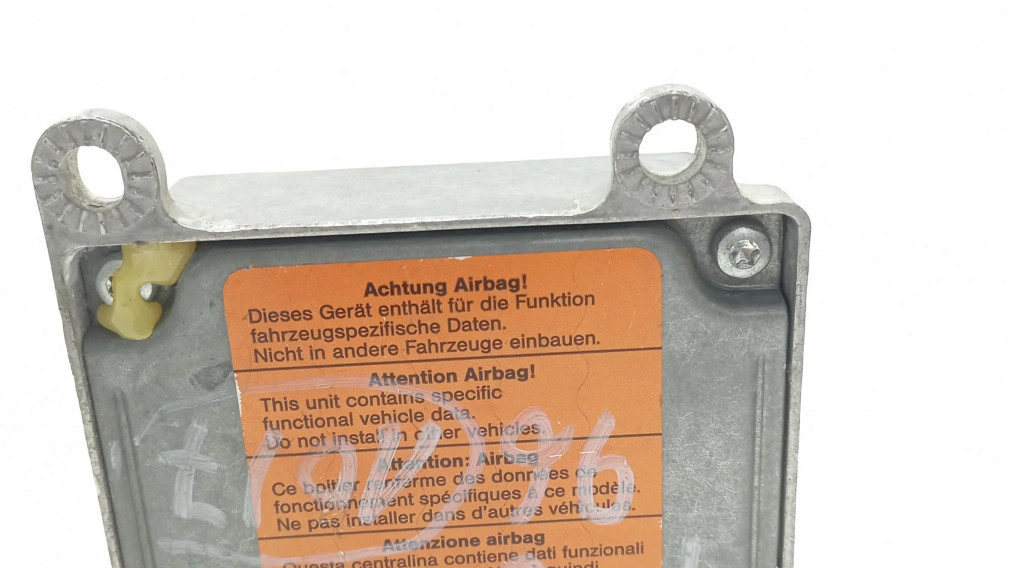 Achtung Airbag!
Dieses Gerät enthält für die Funktion
fahrzeugspezifische Daten.
Nicht in andere Fahrzeuge einbauen.
Attention Airbag!
This unit contains specific
functional vehicle data.
Do not install in other vehicles.
Attention: Airbag
Ce boîtier renferme des données de
fonctionnement spécifiques à ce modèle.
Ne pas installer dans d'autres véhicules.
Attenzione airbag
Questa centralina contiene dati funzionali
quindi